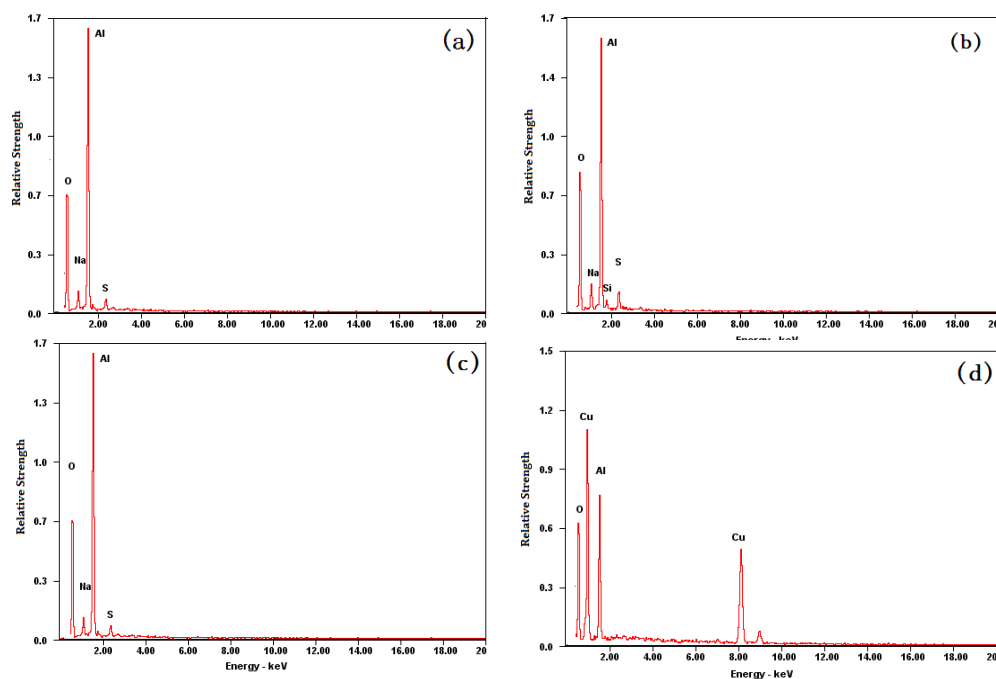 (a)
1.7
1.3
1.0
0.7
0.3
0.0
Relative Strength
O
Na
Al
S
2.00 4.00 6.00 8.00 10.00 12.00 14.00 16.00 18.00 20
(b)
1.7
1.4
1.0
0.7
0.3
0.0
Relative Strength
O
Na
Al
Si
S
2.00 4.00 6.00 8.00 10.00 12.00 14.00 16.00 18.00 20
Energy - keV
(c)
1.7
1.3
1.0
0.7
0.3
0.0
Relative Strength
O
Na
Al
S
2.00 4.00 6.00 8.00 10.00 12.00 14.00 16.00 18.00 20
Energy - keV
(d)
1.5
1.2
0.9
0.6
0.3
0.0
Relative Strength
O
Cu
Al
Cu
2.00 4.00 6.00 8.00 10.00 12.00 14.00 16.00 18.00 20
Energy - keV